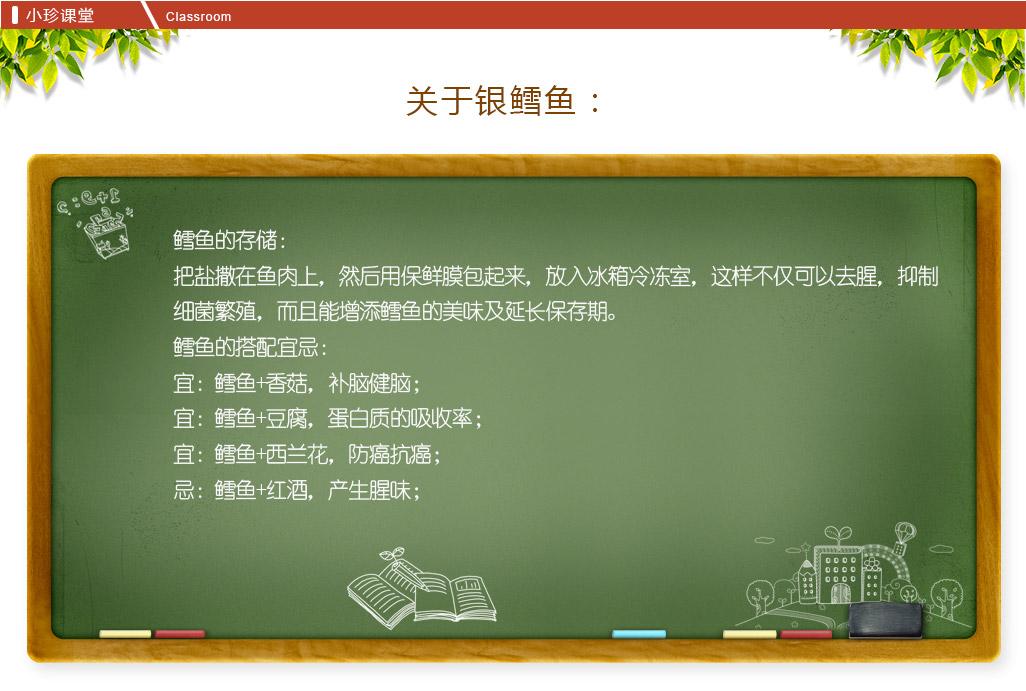 小珍课堂
Classroom
关于银鳕鱼：
鳕鱼的存储：
把盐撒在鱼肉上，然后用保鲜膜包起来，放入冰箱冷冻室，这样不仅可以去腥，抑制
细菌繁殖，而且能增添鳕鱼的美味及延长保存期。
鳕鱼的搭配宜忌：
宜：鳕鱼+香菇，补脑健脑；
宜：鳕鱼+豆腐，蛋白质的吸收率；
宜：鳕鱼+西兰花，防癌抗癌；
忌：鳕鱼+红酒，产生腥味；